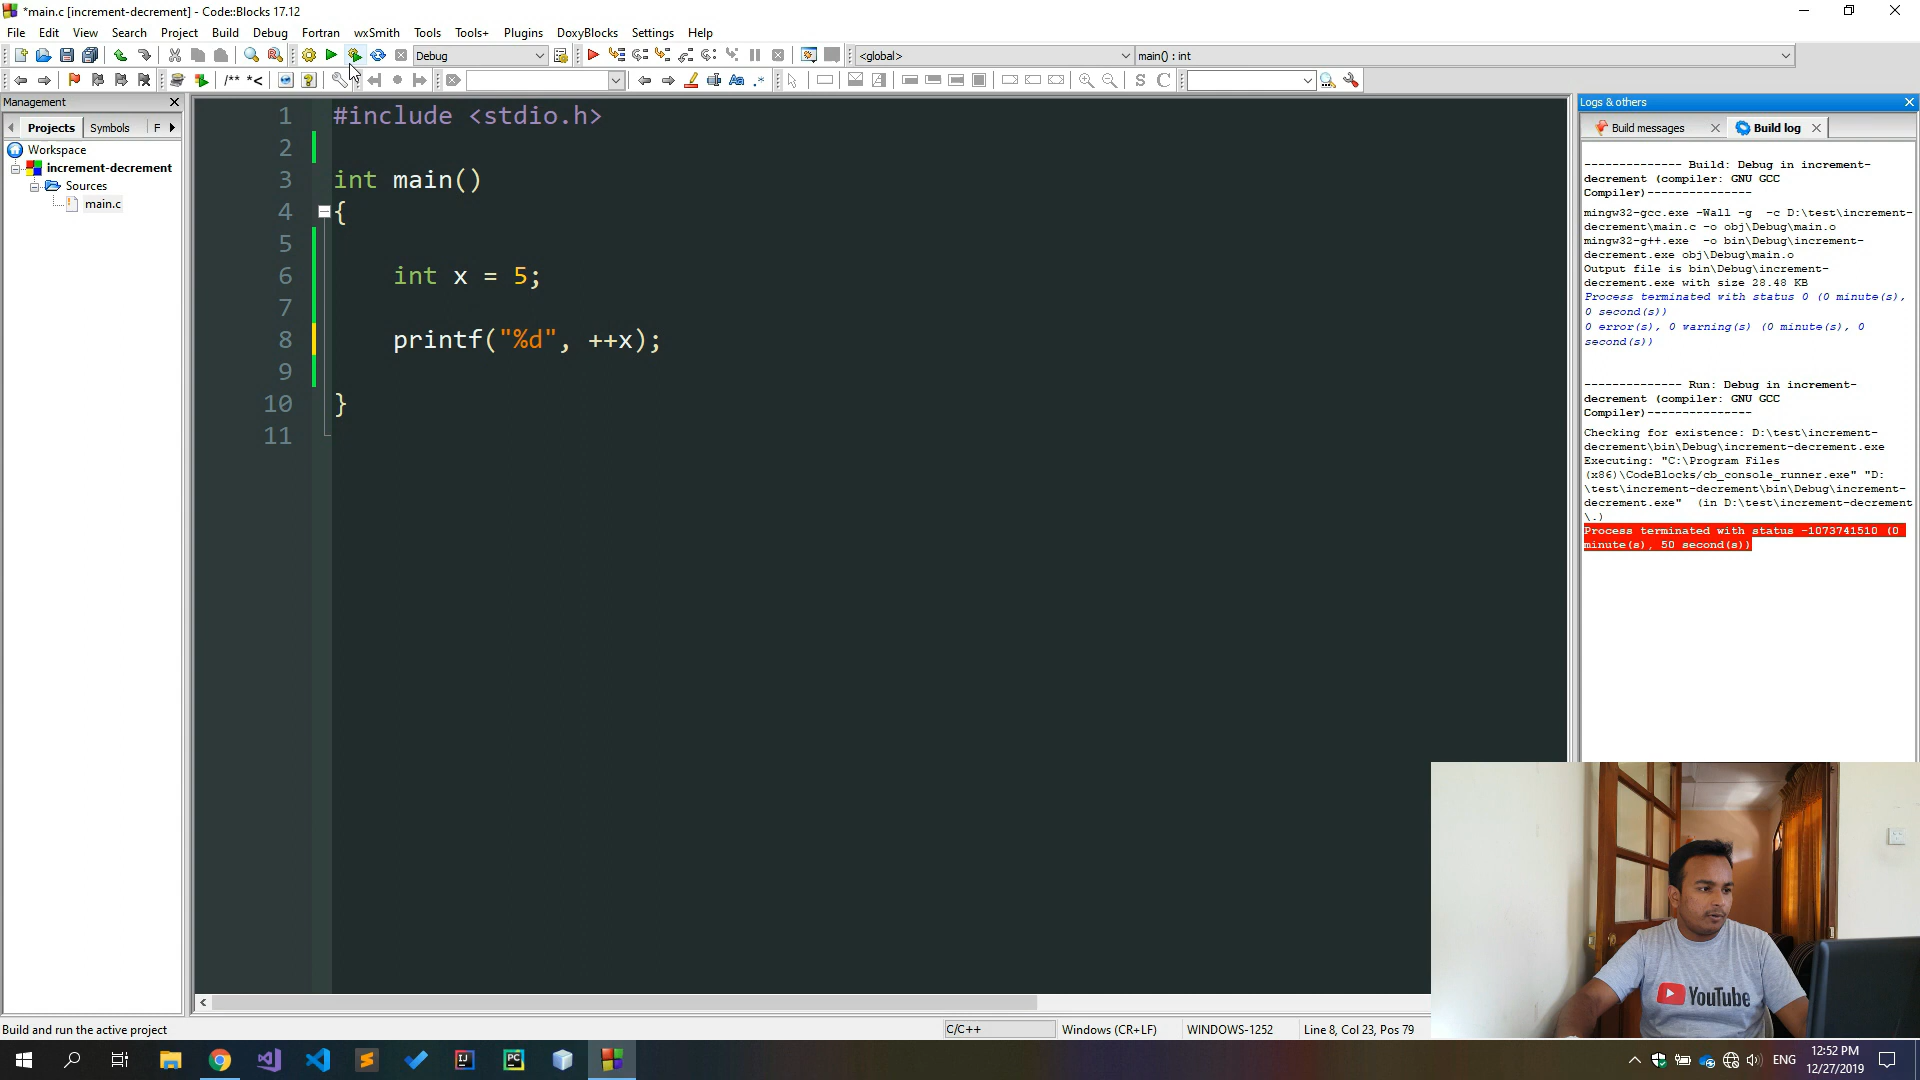 *main.c [increment-decrement] - Code::Blocks 17.12
File Edit View Search Project Build Debug Fortran wxSmith Tools Tools+ Plugins DoxyBlocks Settings Help
Debug
<global>
main() : int
/** *<
Aa .*
S C
Management
Projects Symbols F
Workspace
increment-decrement
Sources
main.c
1 #include <stdio.h>
2
3 int main()
4 {
5
6 int x = 5;
7
8 printf("%d", ++x);
9
10 }
11
Logs & others
Build messages Build log
-------------- Build: Debug in increment-
decrement (compiler: GNU GCC
Compiler)---------------
mingw32-gcc.exe -Wall -g -c D:\test\increment-
decrement\main.c -o obj\Debug\main.o
mingw32-g++.exe -o bin\Debug\increment-
decrement.exe obj\Debug\main.o
Output file is bin\Debug\increment-
decrement.exe with size 28.48 KB
Process terminated with status 0 (0 minute(s),
0 second(s))
0 error(s), 0 warning(s) (0 minute(s), 0
second(s))
-------------- Run: Debug in increment-
decrement (compiler: GNU GCC
Compiler)---------------
Checking for existence: D:\test\increment-
decrement\bin\Debug\increment-decrement.exe
Executing: "C:\Program Files
(x86)\CodeBlocks/cb_console_runner.exe" "D:
\test\increment-decrement\bin\Debug\increment-
decrement.exe" (in D:\test\increment-decrement
\.)
Process terminated with status -1073741510 (0
minute(s), 50 second(s))
YouTube
Build and run the active project
C/C++
Windows (CR+LF)
WINDOWS-1252
Line 8, Col 23, Pos 79
IJ
PC
ENG
12:52 PM
12/27/2019